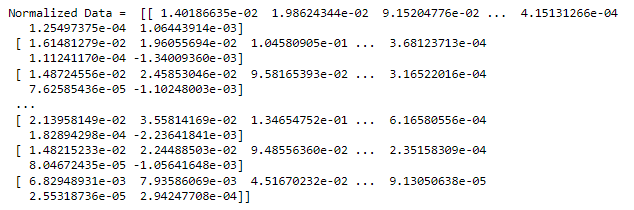 Normalized Data =  [[ 1.40186635e-02  1.98624344e-02  9.15204776e-02 ...  4.15131266e-04
   1.25497375e-04  1.06443914e-03]
 [ 1.61481279e-02  1.96055694e-02  1.04580905e-01 ...  3.68123713e-04
   1.11241170e-04 -1.34009360e-03]
 [ 1.48724556e-02  2.45853046e-02  9.58165393e-02 ...  3.16522016e-04
   7.62585436e-05 -1.10248003e-03]
 ...
 [ 2.13958149e-02  3.55814169e-02  1.34654752e-01 ...  6.16580556e-04
   1.82894298e-04 -2.23641841e-03]
 [ 1.48215233e-02  2.24488503e-02  9.48556360e-02 ...  2.35158309e-04
   8.04672435e-05 -1.05641648e-03]
 [ 6.82948931e-03  7.93586069e-03  4.51670232e-02 ...  9.13050638e-05
   2.55318736e-05  2.94247708e-04]]